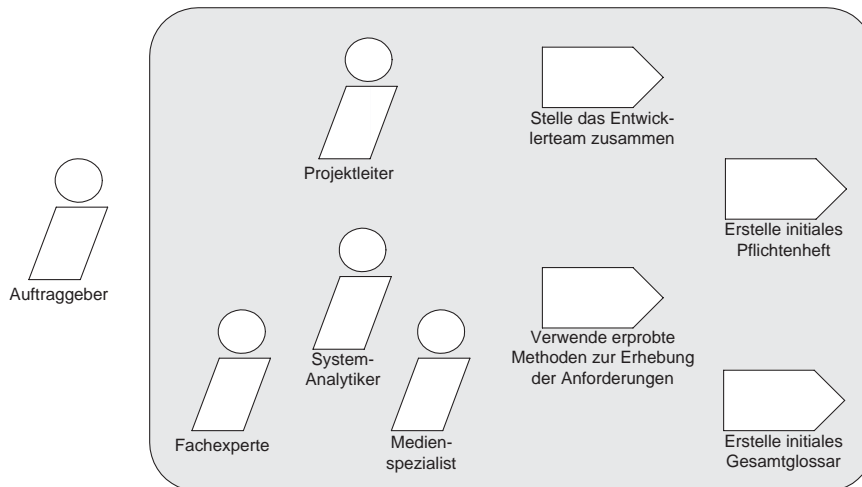 Stelle das Entwick-
lerteam zusammen
Projektleiter
Erstelle initiales
Pflichtenheft
Auftraggeber
Verwende erprobte
Methoden zur Erhebung
der Anforderungen
System-
Analytiker
Fachexperte
Medien-
spezialist
Erstelle initiales
Gesamtglossar